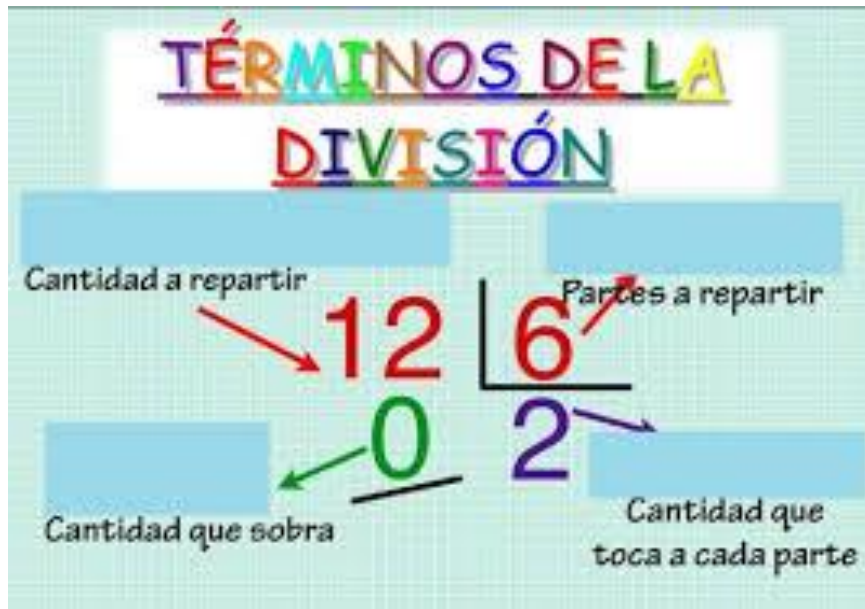 TÉRMINOS DE LA
DIVISIÓN
Cantidad a repartir
Partes a repartir
12 6
0 2
Cantidad que sobra
Cantidad que
toca a cada parte